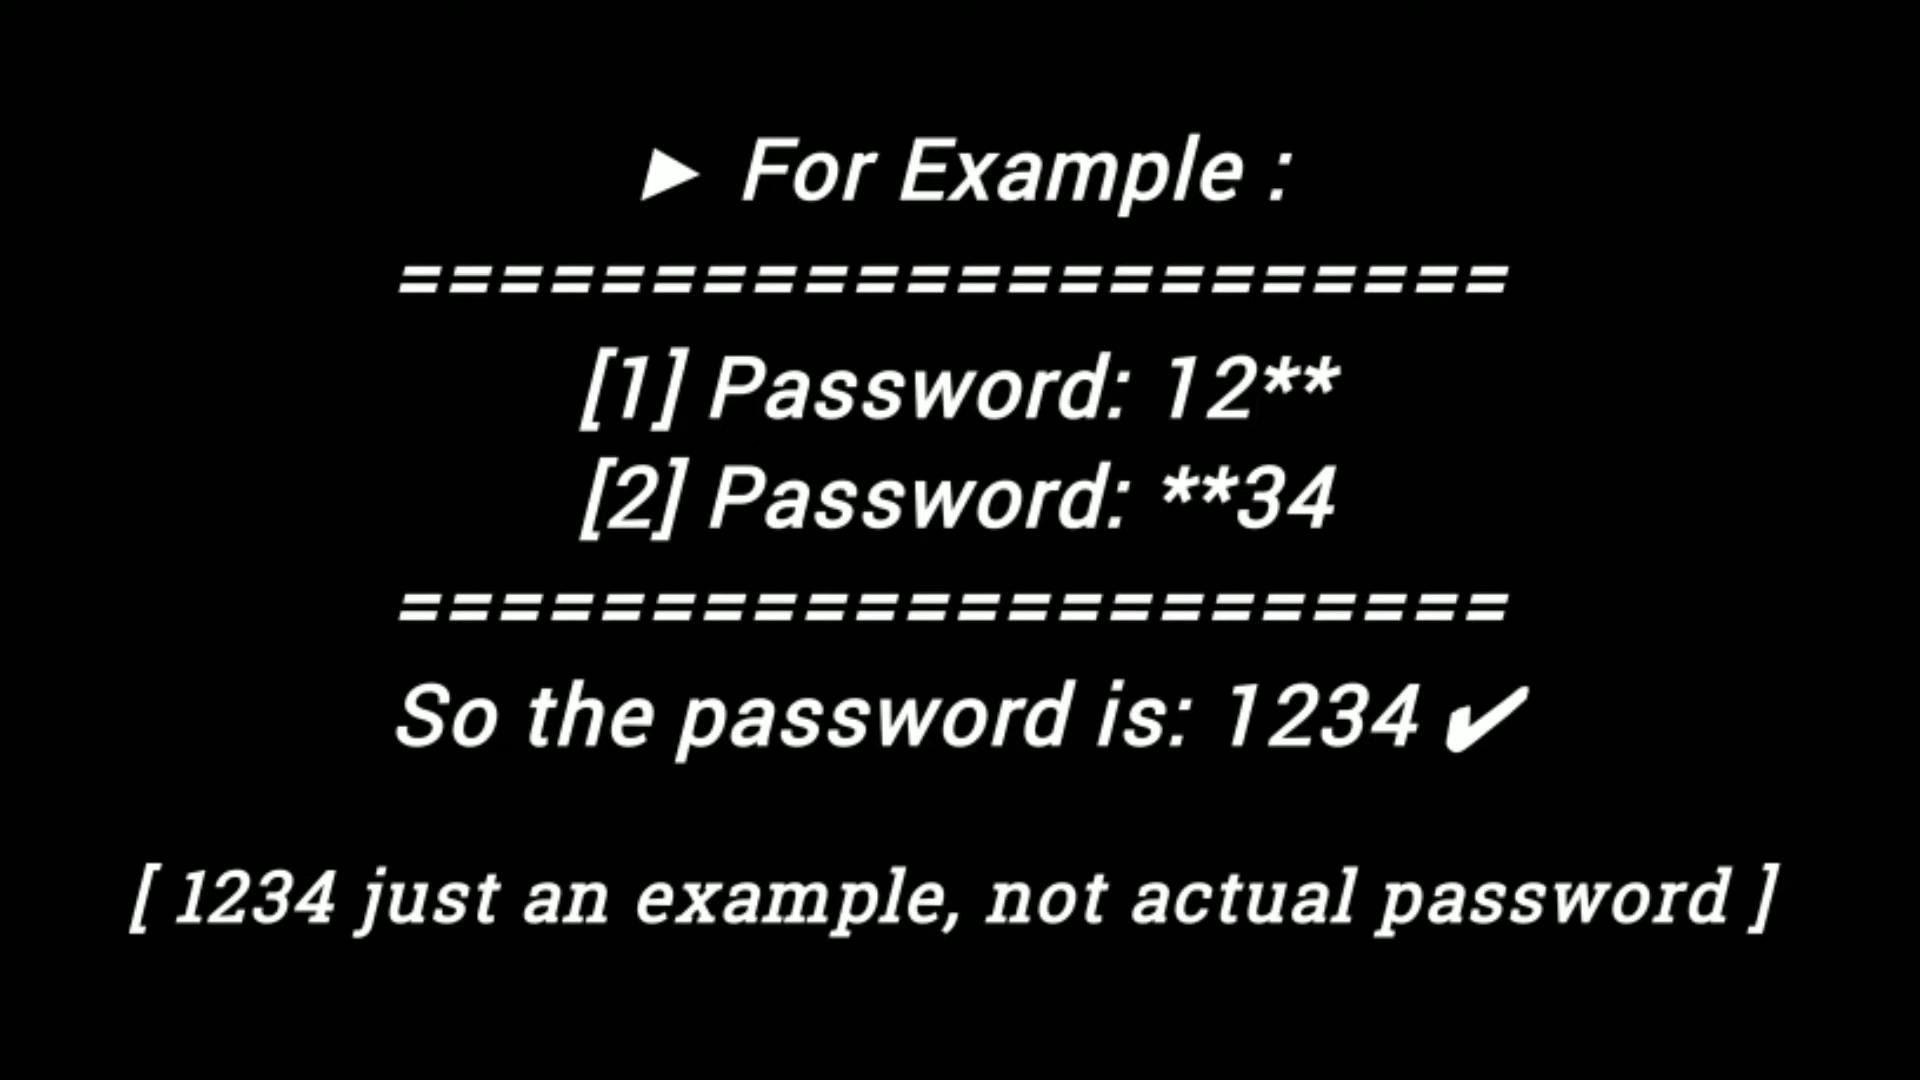 ► For Example :
======================
[1] Password: 12**
[2] Password: **34
======================
So the password is: 1234 ✔
[ 1234 just an example, not actual password ]